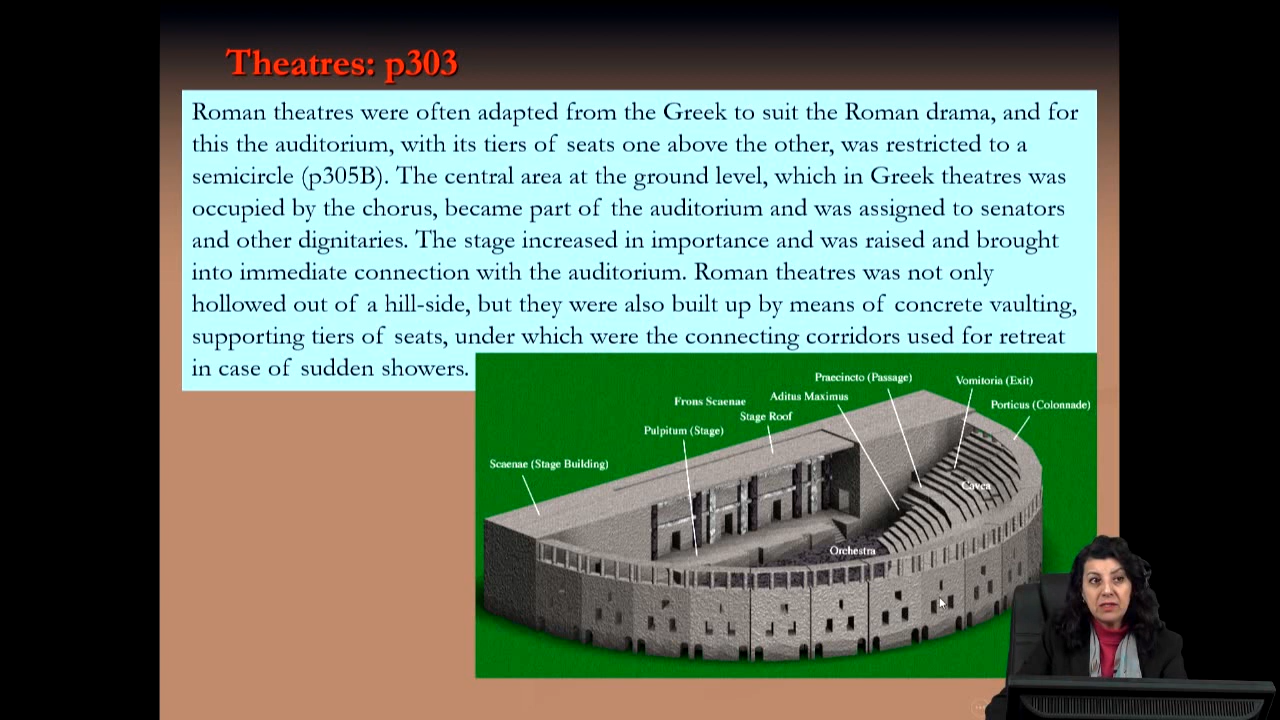 Theatres: p303
Roman theatres were often adapted from the Greek to suit the Roman drama, and for
this the auditorium, with its tiers of seats one above the other, was restricted to a
semicircle (p305B). The central area at the ground level, which in Greek theatres was
occupied by the chorus, became part of the auditorium and was assigned to senators
and other dignitaries. The stage increased in importance and was raised and brought
into immediate connection with the auditorium. Roman theatres was not only
hollowed out of a hill-side, but they were also built up by means of concrete vaulting,
supporting tiers of seats, under which were the connecting corridors used for retreat
in case of sudden showers.
Praecincto (Passage)
Vomitoria (Exit)
Aditus Maximus
Frons Scaenae
Porticus (Colonnade)
Stage Roof
Pulpitum (Stage)
Scaenae (Stage Building)
Cavea
Orchestra